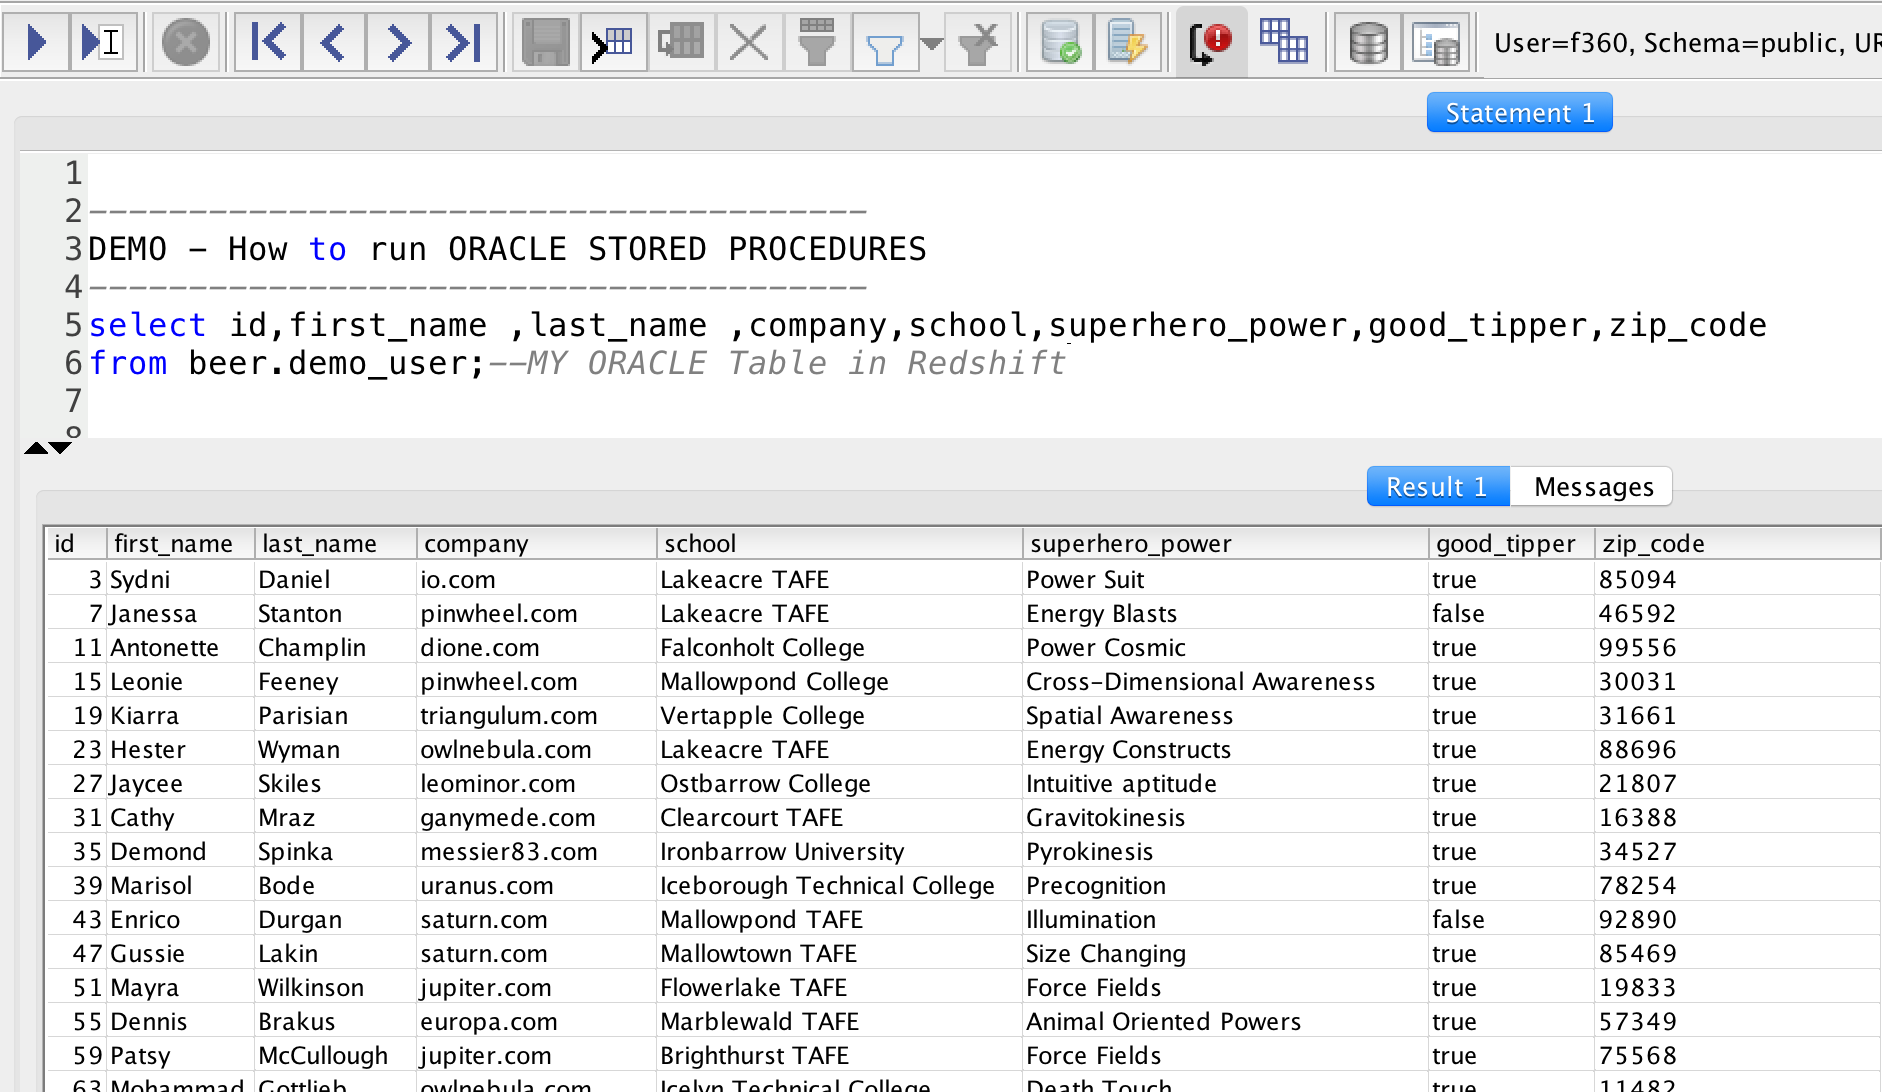 User=f360, Schema=public, UR
Statement 1
1
2---------------------------------------
3DEMO - How to run ORACLE STORED PROCEDURES
4---------------------------------------
5select id,first_name ,last_name ,company,school,superhero_power,good_tipper,zip_code
6from beer.demo_user;--MY ORACLE Table in Redshift
7
8
Result 1 Messages
id first_name last_name company school superhero_power good_tipper zip_code
3 Sydni Daniel io.com Lakeacre TAFE Power Suit true 85094
7 Janessa Stanton pinwheel.com Lakeacre TAFE Energy Blasts false 46592
11 Antonette Champlin dione.com Falconholt College Power Cosmic true 99556
15 Leonie Feeney pinwheel.com Mallowpond College Cross-Dimensional Awareness true 30031
19 Kiarra Parisian triangulum.com Vertapple College Spatial Awareness true 31661
23 Hester Wyman owlnebula.com Lakeacre TAFE Energy Constructs true 88696
27 Jaycee Skiles leominor.com Ostbarrow College Intuitive aptitude true 21807
31 Cathy Mraz ganymede.com Clearcourt TAFE Gravitokinesis true 16388
35 Demond Spinka messier83.com Ironbarrow University Pyrokinesis true 34527
39 Marisol Bode uranus.com Iceborough Technical College Precognition true 78254
43 Enrico Durgan saturn.com Mallowpond TAFE Illumination false 92890
47 Gussie Lakin saturn.com Mallowtown TAFE Size Changing true 85469
51 Mayra Wilkinson jupiter.com Flowerlake TAFE Force Fields true 19833
55 Dennis Brakus europa.com Marblewald TAFE Animal Oriented Powers true 57349
59 Patsy McCullough jupiter.com Brighthurst TAFE Force Fields true 75568
63 Mohammad Gottlieb owlnebula.com Icelyn Technical College Death Touch true 11482